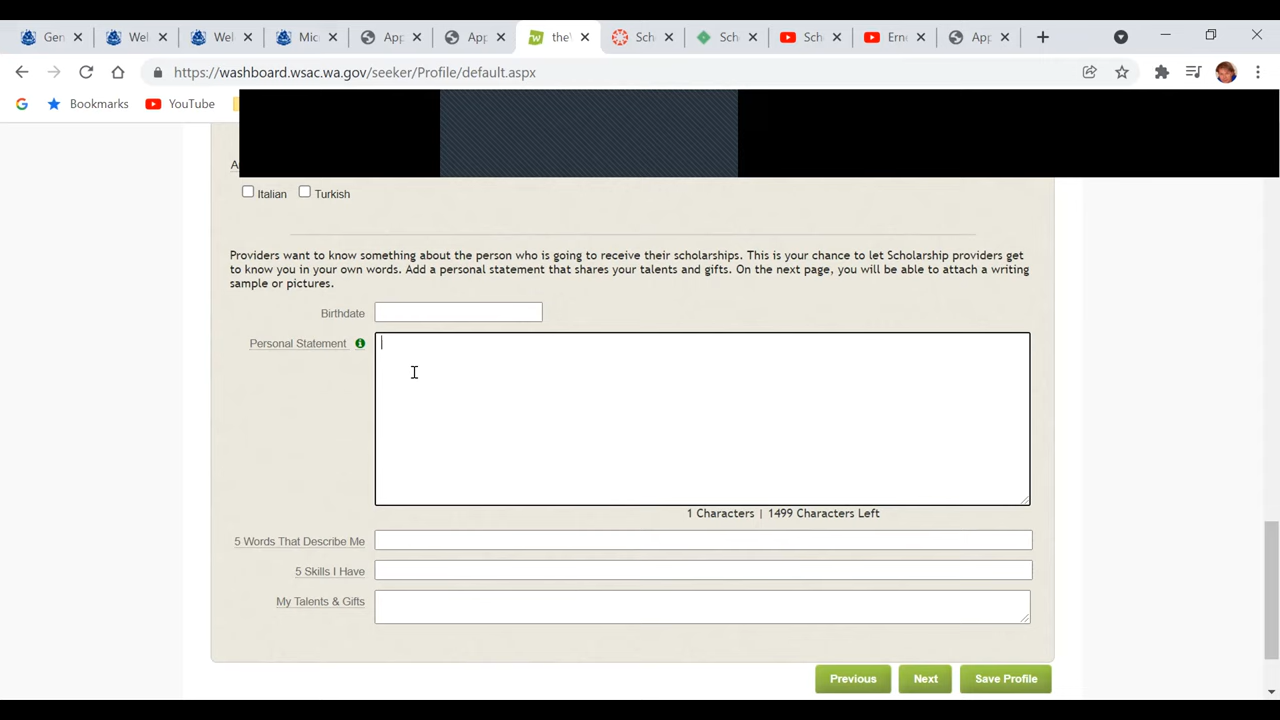 Gen
Wel
Wel
Micr
App
App
the
Sch
Sch
Sch
Erne
App
https://washboard.wsac.wa.gov/seeker/Profile/default.aspx
Bookmarks
YouTube
Italian
Turkish
Providers want to know something about the person who is going to receive their scholarships. This is your chance to let Scholarship providers get
to know you in your own words. Add a personal statement that shares your talents and gifts. On the next page, you will be able to attach a writing
sample or pictures.
Birthdate
Personal Statement
1 Characters | 1499 Characters Left
5 Words That Describe Me
5 Skills I Have
My Talents & Gifts
Previous
Next
Save Profile